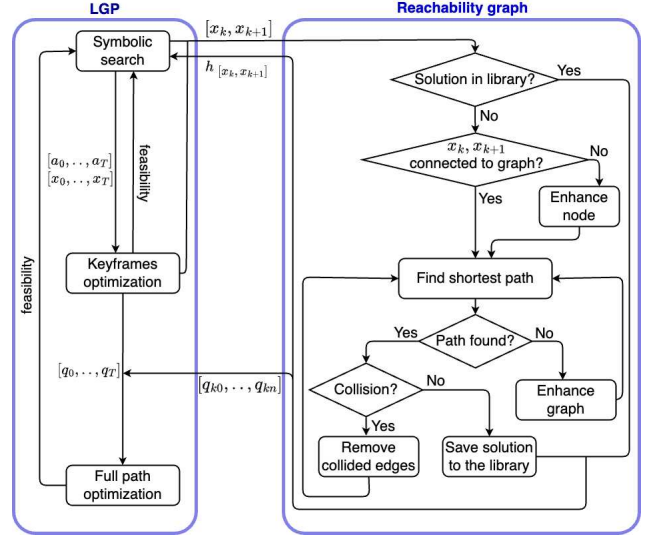 LGP
Reachability graph
Symbolic
search
[x_k, x_{k+1}]
h_{[x_k, x_{k+1}]}
Solution in library?
Yes
No
x_k, x_{k+1}
connected to graph?
No
Yes
Enhance
node
[a_0, . ., a_T]
[x_0, . ., x_T]
feasibility
feasibility
Keyframes
optimization
Find shortest path
Path found?
Yes
No
[q_0, . ., q_T]
[q_{k0}, . ., q_{kn}]
Collision?
No
Yes
Enhance
graph
Remove
collided edges
Save solution
to the library
Full path
optimization